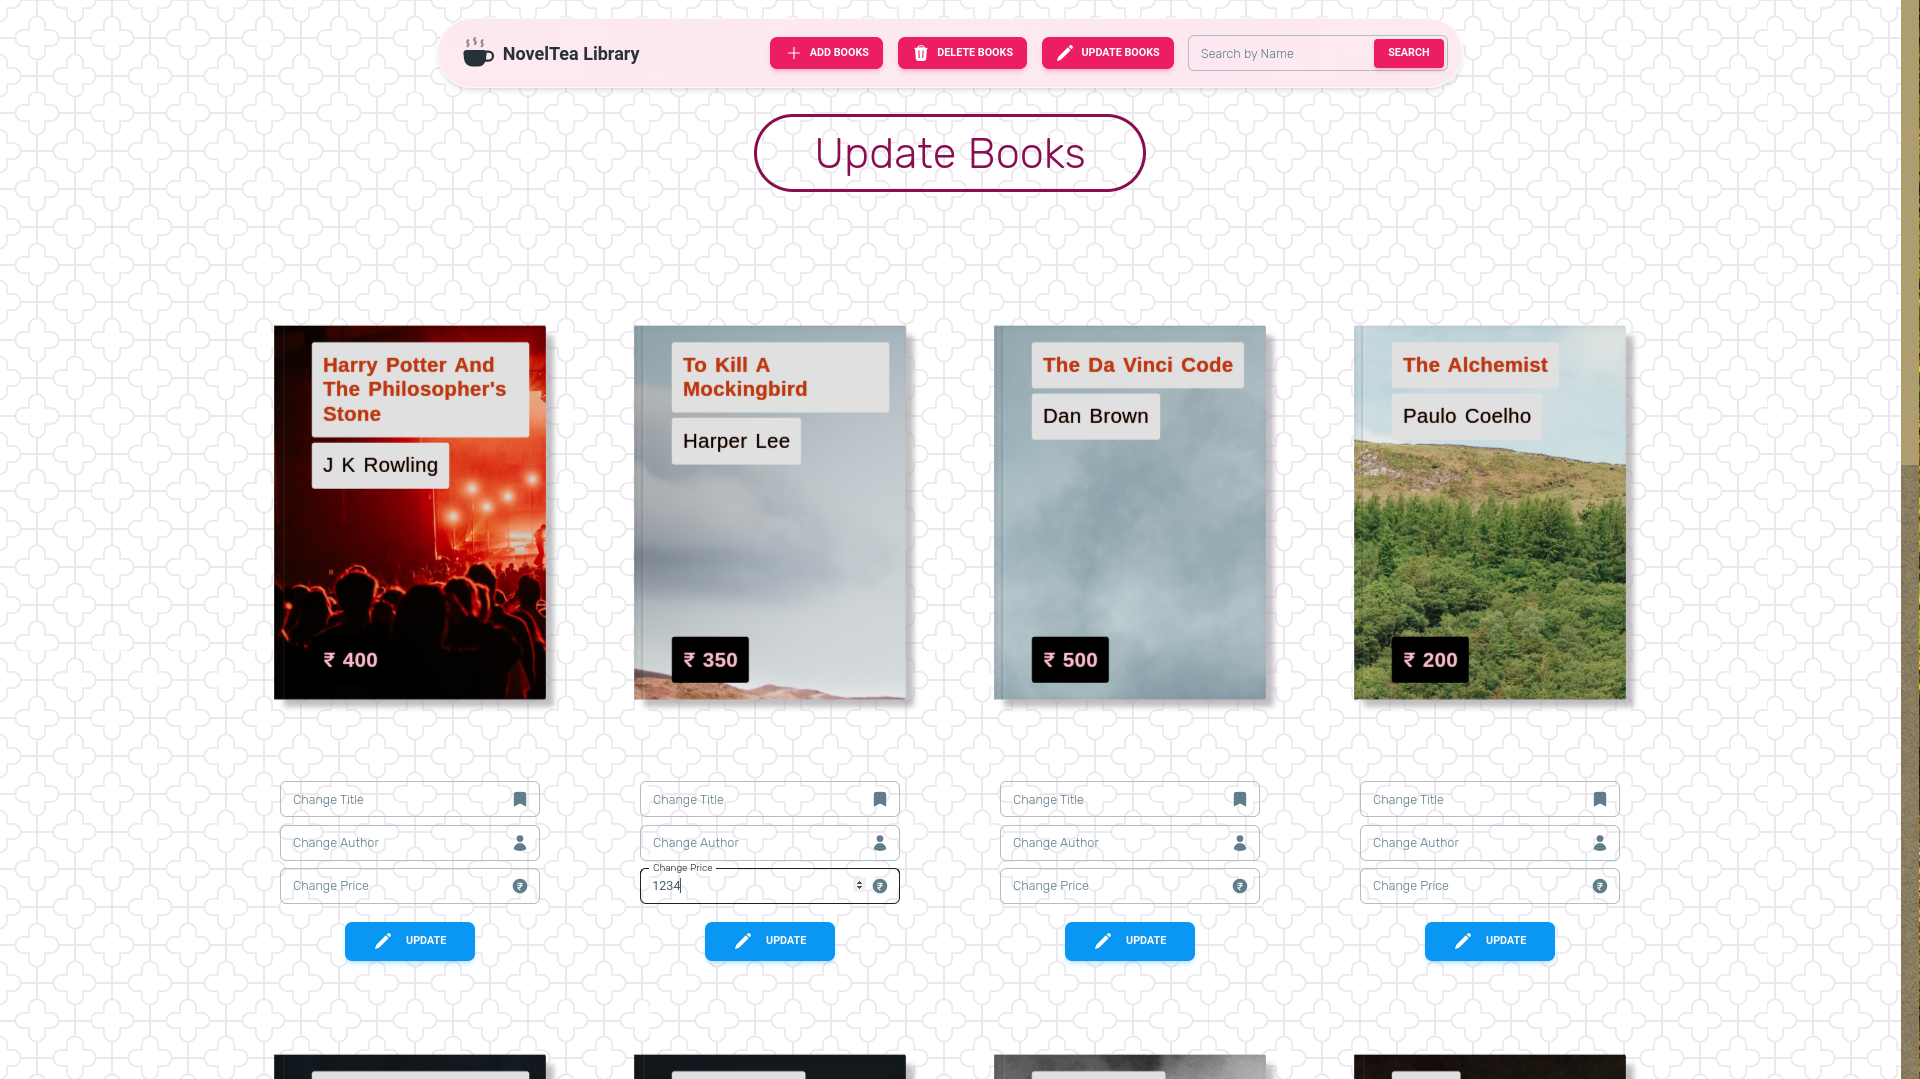 NovelTea Library
ADD BOOKS
DELETE BOOKS
UPDATE BOOKS
Search by Name
SEARCH
Update Books
Harry Potter And
The Philosopher's
Stone
J K Rowling
₹ 400
To Kill A
Mockingbird
Harper Lee
₹ 350
The Da Vinci Code
Dan Brown
₹ 500
The Alchemist
Paulo Coelho
₹ 200
Change Title
Change Author
Change Price
UPDATE
Change Title
Change Author
Change Price
1234
UPDATE
Change Title
Change Author
Change Price
UPDATE
Change Title
Change Author
Change Price
UPDATE